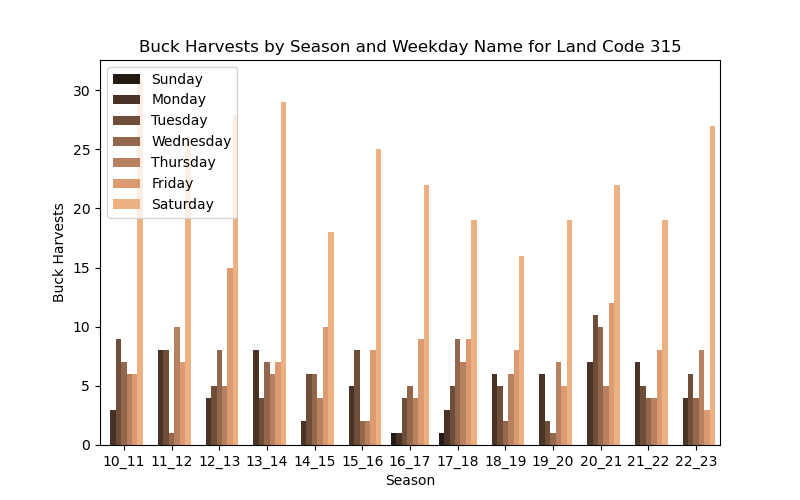 Buck Harvests by Season and Weekday Name for Land Code 315
Sunday
Monday
Tuesday
Wednesday
Thursday
Friday
Saturday
Buck Harvests
30
25
20
15
10
5
0
10_11 11_12 12_13 13_14 14_15 15_16 16_17 17_18 18_19 19_20 20_21 21_22 22_23
Season